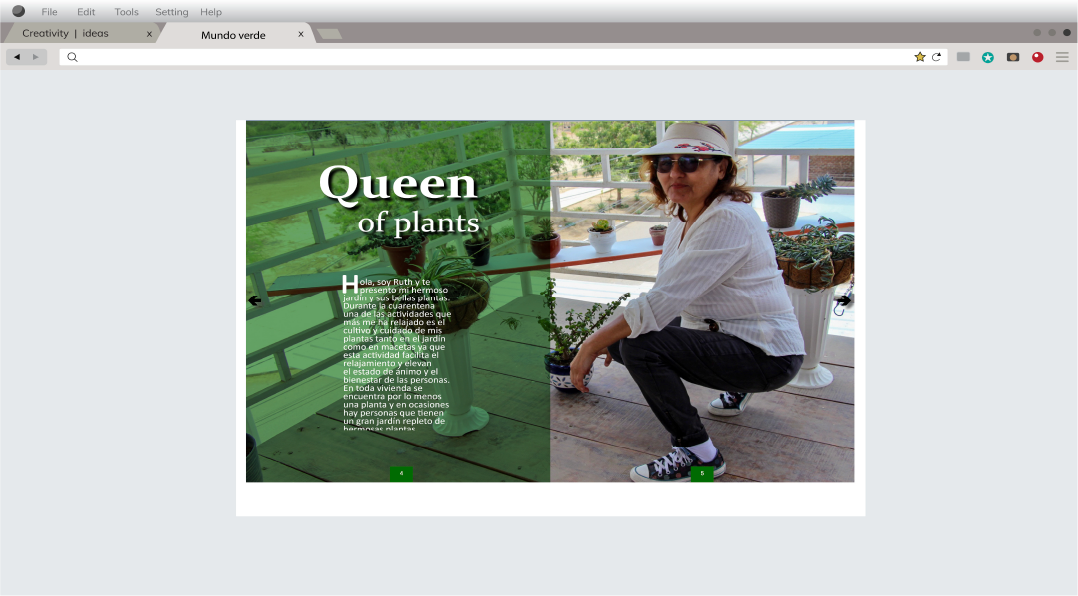 File Edit Tools Setting Help
Creativity | ideas x Mundo verde x
Queen
of plants
Hola, soy Ruth y te
presento mi hermoso
jardín y sus bellas plantas.
Durante la cuarentena
una de las actividades que
más me ha relajado es el
cultivo y cuidado de mis
plantas tanto en el jardín
como en macetas ya que
esta actividad facilita el
relajamiento y elevan
el estado de ánimo y el
bienestar de las personas.
En toda vivienda se
encuentra por lo menos
una planta y en ocasiones
hay personas que tienen
un gran jardín repleto de
hermosas plantas
4 5